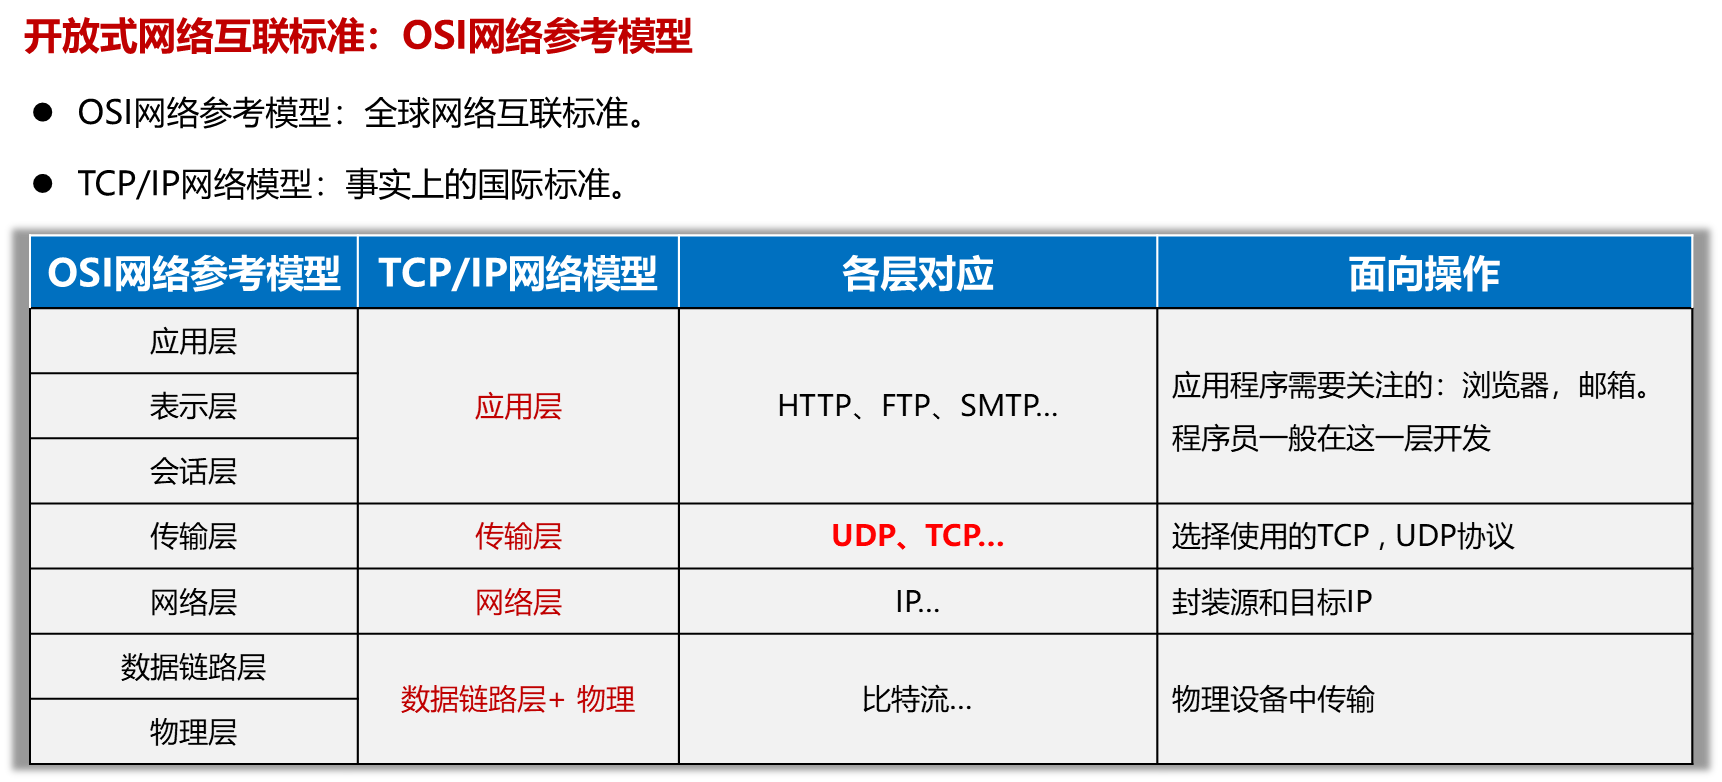 开放式网络互联标准：OSI网络参考模型
● OSI网络参考模型：全球网络互联标准。
● TCP/IP网络模型：事实上的国际标准。
OSI网络参考模型 TCP/IP网络模型 各层对应 面向操作
应用层
表示层
会话层
应用层
HTTP、FTP、SMTP...
应用程序需要关注的：浏览器，邮箱。
程序员一般在这一层开发
传输层 传输层 UDP、TCP... 选择使用的TCP , UDP协议
网络层 网络层 IP... 封装源和目标IP
数据链路层
物理层
数据链路层+ 物理
比特流...
物理设备中传输